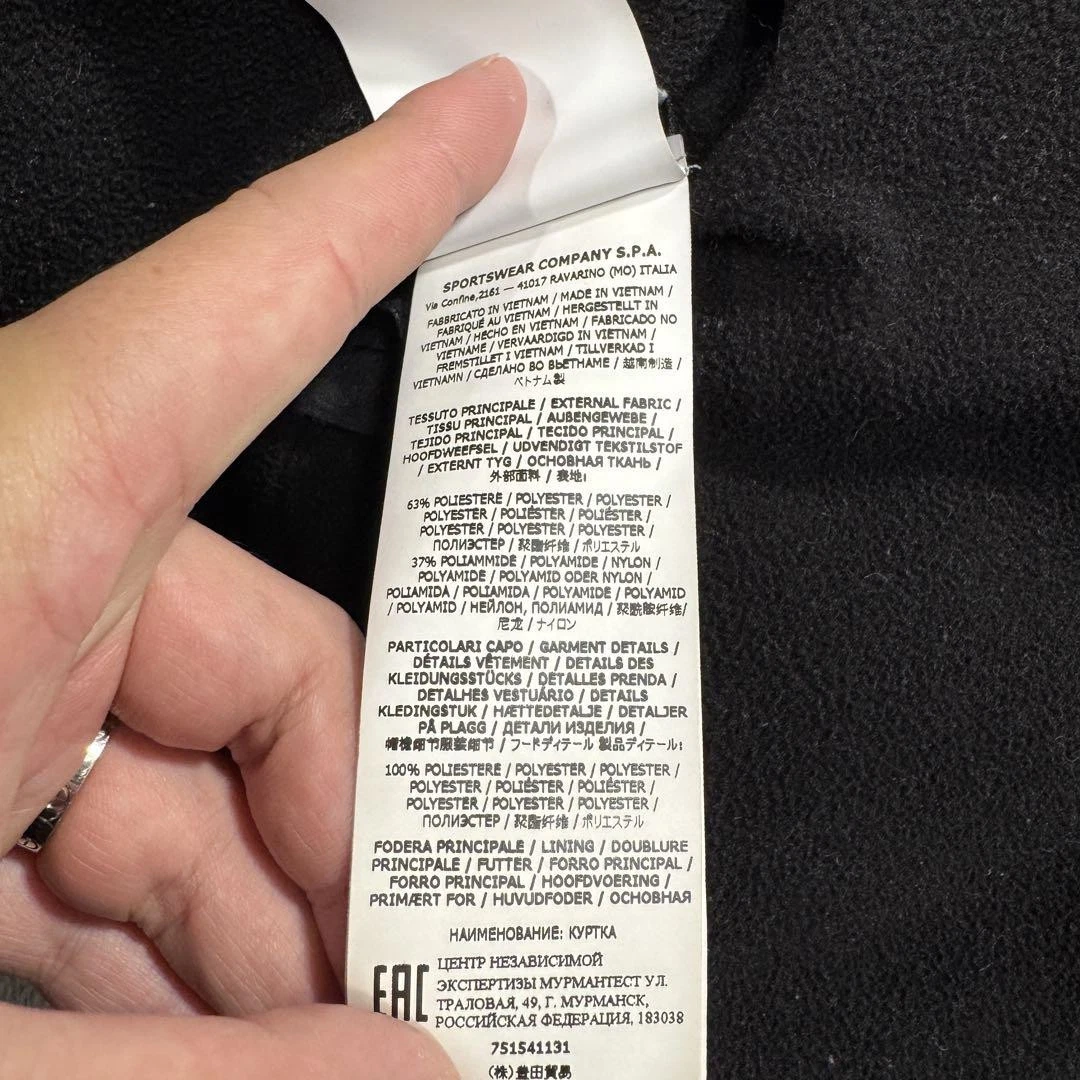 SPORTSWEAR COMPANY S.P.A.
Via Confine,2161 — 41017 RAVARINO (MO) ITALIA
FABBRICATO IN VIETNAM / MADE IN VIETNAM /
FABRIQUÉ AU VIETNAM / HERGESTELLT IN
VIETNAM / HECHO EN VIETNAM / FABRICADO NO
VIETNAME / VERVAARDIGD IN VIETNAM /
FREMSTILLET I VIETNAM / TILLVERKAD I
VIETNAMN / СДЕЛАНО ВО ВЬЕТНАМЕ / 越南制造 /
ベトナム製
TESSUTO PRINCIPALE / EXTERNAL FABRIC /
TISSU PRINCIPAL / AUßENGEWEBE /
TEJIDO PRINCIPAL / TECIDO PRINCIPAL /
HOOFDWEEFSEL / UDVENDIGT TEKSTILSTOF
/ EXTERNT TYG / ОСНОВНАЯ ТКАНЬ /
外部面料 / 表地:
63% POLIESTERE / POLYESTER / POLYESTER /
POLYESTER / POLIÉSTER / POLIÉSTER /
POLYESTER / POLYESTER / POLYESTER /
ПОЛИЭСТЕР / 聚酯纤维 / ポリエステル
37% POLIAMMIDE / POLYAMIDE / NYLON /
POLYAMIDE / POLYAMID ODER NYLON /
POLIAMIDA / POLIAMIDA / POLYAMIDE / POLYAMID
/ POLYAMID / НЕЙЛОН, ПОЛИАМИД / 聚酰胺纤维/
尼龙 / ナイロン
PARTICOLARI CAPO / GARMENT DETAILS /
DÉTAILS VÊTEMENT / DETAILS DES
KLEIDUNGSSTÜCKS / DÉTALLES PRENDA /
DETALHES VESTUÁRIO / DETAILS
KLEDINGSTUK / HÆTTEDETALJE / DETALJER
PÅ PLAGG / ДЕТАЛИ ИЗДЕЛИЯ /
帽檐细节服装细节 / フードディテール 製品ディテール:
100% POLIESTERE / POLYESTER / POLYESTER /
POLYESTER / POLIÉSTER / POLIÉSTER /
POLYESTER / POLYESTER / POLYESTER /
ПОЛИЭСТЕР / 聚酯纤维 / ポリエステル
FODERA PRINCIPALE / LINING / DOUBLURE
PRINCIPALE / FUTTER / FORRO PRINCIPAL /
FORRO PRINCIPAL / HOOFDVOERING /
PRIMÆRT FOR / HUVUDFODER / ОСНОВНАЯ
НАИМЕНОВАНИЕ: КУРТКА
EAC ЦЕНТР НЕЗАВИСИМОЙ
ЭКСПЕРТИЗЫ МУРМАНТЕСТ УЛ.
ТРАЛОВАЯ, 49, Г. МУРМАНСК,
РОССИЙСКАЯ ФЕДЕРАЦИЯ, 183038
751541131
(株)豊田貿易